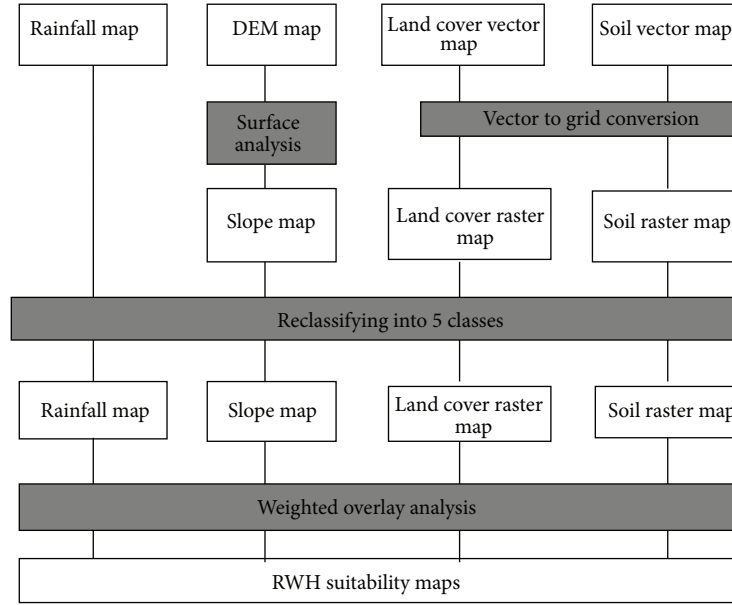 Rainfall map
DEM map
Land cover vector
map
Soil vector map
Surface
analysis
Vector to grid conversion
Slope map
Land cover raster
map
Soil raster map
Reclassifying into 5 classes
Rainfall map
Slope map
Land cover raster
map
Soil raster map
Weighted overlay analysis
RWH suitability maps